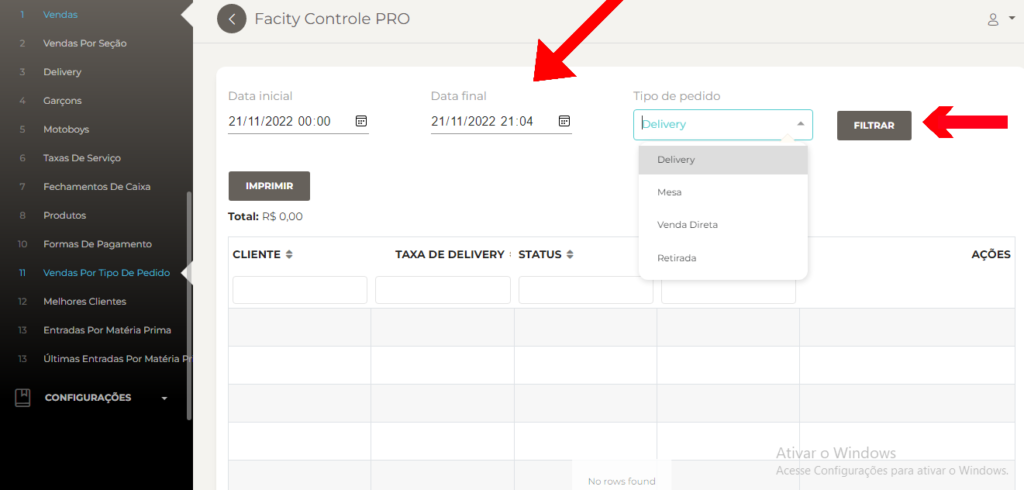 1 Vendas
2 Vendas Por Seção
3 Delivery
4 Garçons
5 Motoboys
6 Taxas De Serviço
7 Fechamentos De Caixa
8 Produtos
10 Formas De Pagamento
11 Vendas Por Tipo De Pedido
12 Melhores Clientes
13 Entradas Por Matéria Prima
13 Últimas Entradas Por Matéria Pr
CONFIGURAÇÕES
Facity Controle PRO
Data inicial Data final Tipo de pedido
21/11/2022 00:00 21/11/2022 21:04 Delivery FILTRAR
Delivery
Mesa
Venda Direta
Retirada
IMPRIMIR
Total: R$ 0,00
CLIENTE TAXA DE DELIVERY STATUS AÇÕES
No rows found
Ativar o Windows
Acesse Configurações para ativar o Windows.